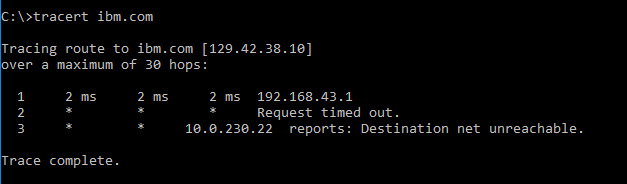 C:\>tracert ibm.com
Tracing route to ibm.com [129.42.38.10]
over a maximum of 30 hops:
1 2 ms 2 ms 2 ms 192.168.43.1
2 * * * Request timed out.
3 * * 10.0.230.22 reports: Destination net unreachable.
Trace complete.